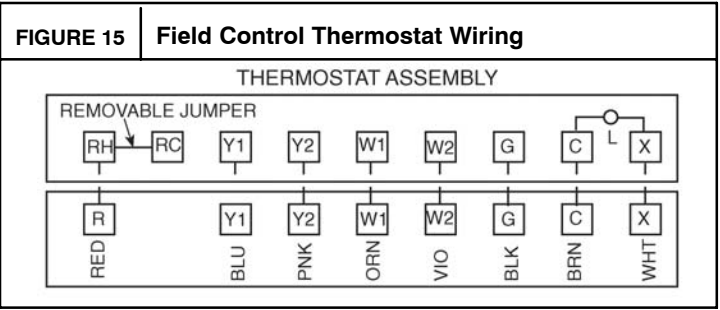 FIGURE 15 Field Control Thermostat Wiring
THERMOSTAT ASSEMBLY
REMOVABLE JUMPER
RH RC Y1 Y2 W1 W2 G C L X
R Y1 Y2 W1 W2 G C X
RED BLU PNK ORN VIO BLK BRN WHT